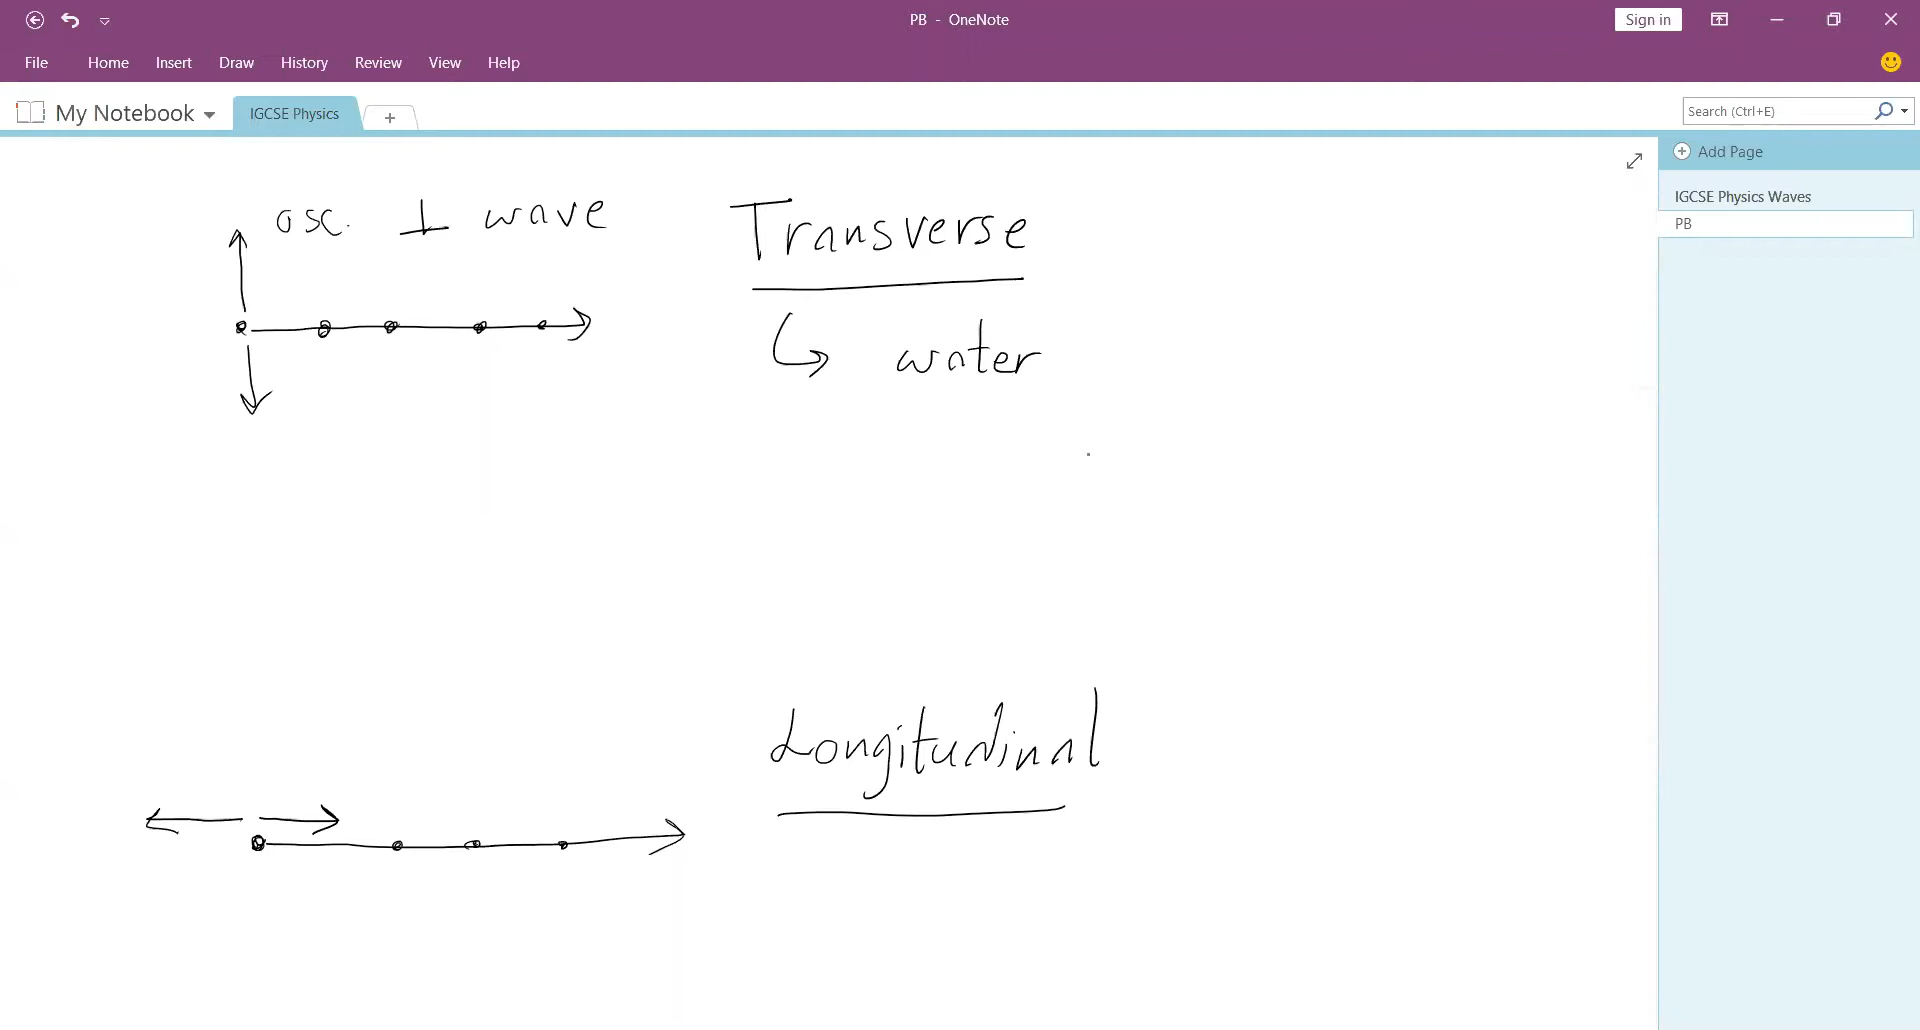 PB - OneNote
Sign in
File Home Insert Draw History Review View Help
My Notebook
IGCSE Physics
+
Search (Ctrl+E)
Add Page
IGCSE Physics Waves
PB
osc. ⊥ wave
Transverse
water
Longitudinal